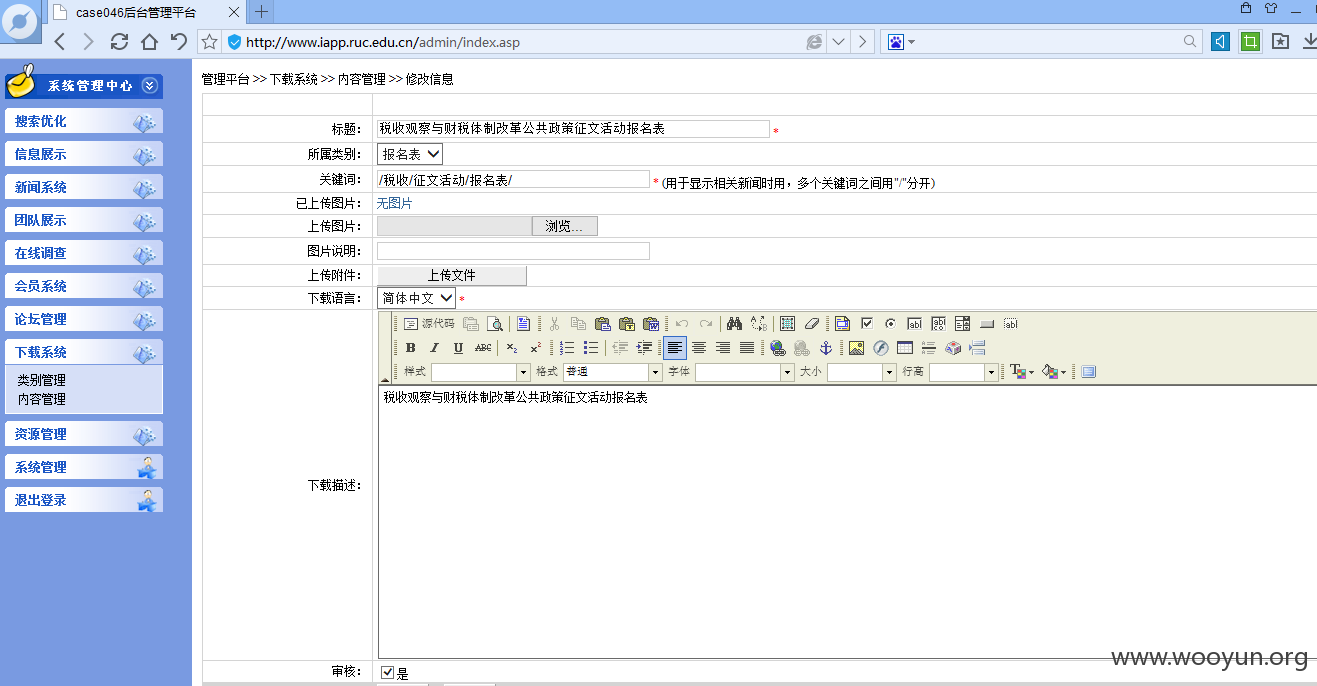 case046后台管理平台
http://www.iapp.ruc.edu.cn/admin/index.asp
系统管理中心
搜索优化
信息展示
新闻系统
团队展示
在线调查
会员系统
论坛管理
下载系统
类别管理
内容管理
资源管理
系统管理
退出登录
管理平台 >> 下载系统 >> 内容管理 >> 修改信息
标题： 税收观察与财税体制改革公共政策征文活动报名表 *
所属类别： 报名表
关键词： /税收/征文活动/报名表/ * (用于显示相关新闻时用，多个关键词之间用"/"分开)
已上传图片： 无图片
上传图片： 浏览...
图片说明：
上传附件： 上传文件
下载语言： 简体中文 *
源代码
B I U ABC x₂ x²
样式 格式 普通 字体 大小 行高
下载描述： 税收观察与财税体制改革公共政策征文活动报名表
审核： 是
www.wooyun.org